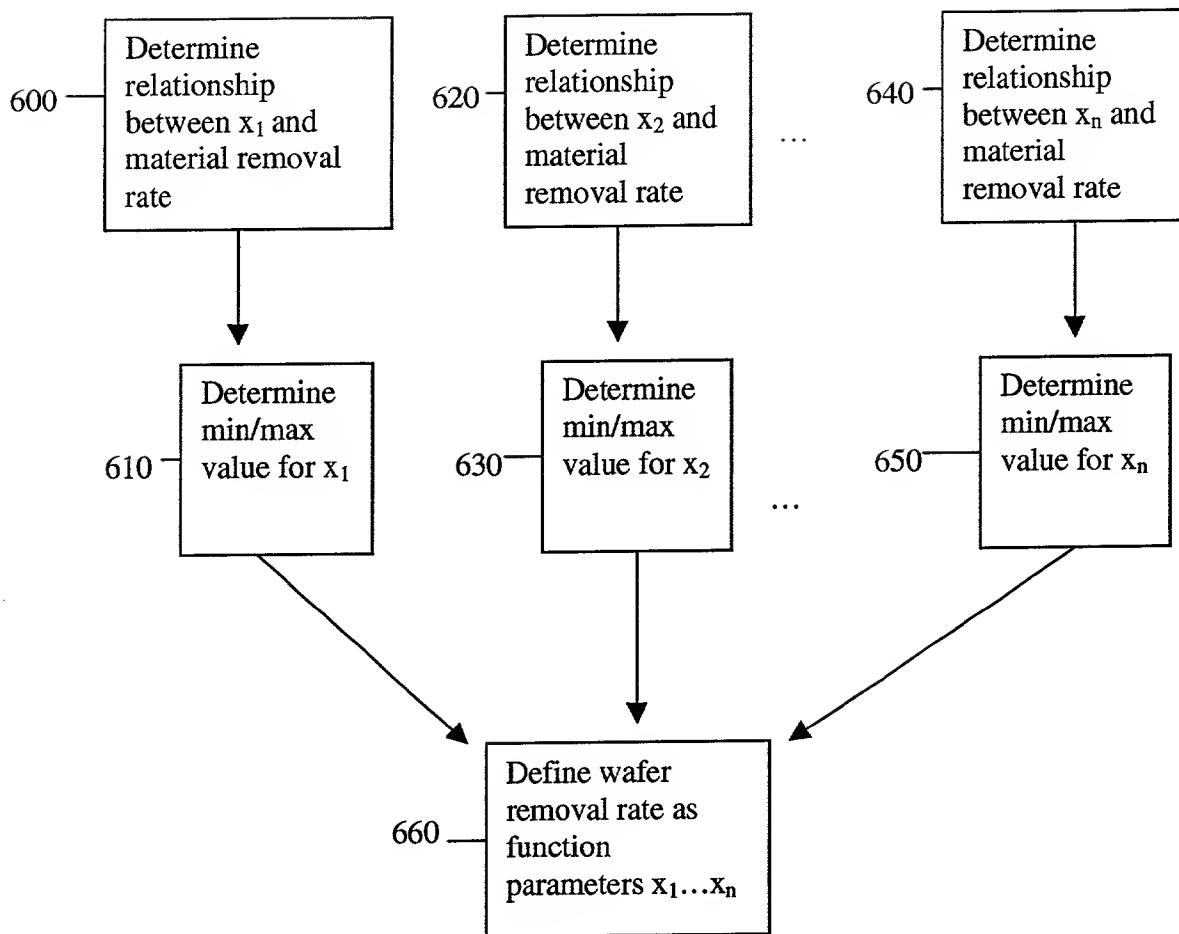 600
Determine
relationship
between x₁ and
material removal
rate
620
Determine
relationship
between x₂ and
material
removal rate
...
640
Determine
relationship
between xₙ and
material
removal rate
610
Determine
min/max
value for x₁
630
Determine
min/max
value for x₂
...
650
Determine
min/max
value for xₙ
660
Define wafer
removal rate as
function
parameters x₁...xₙ